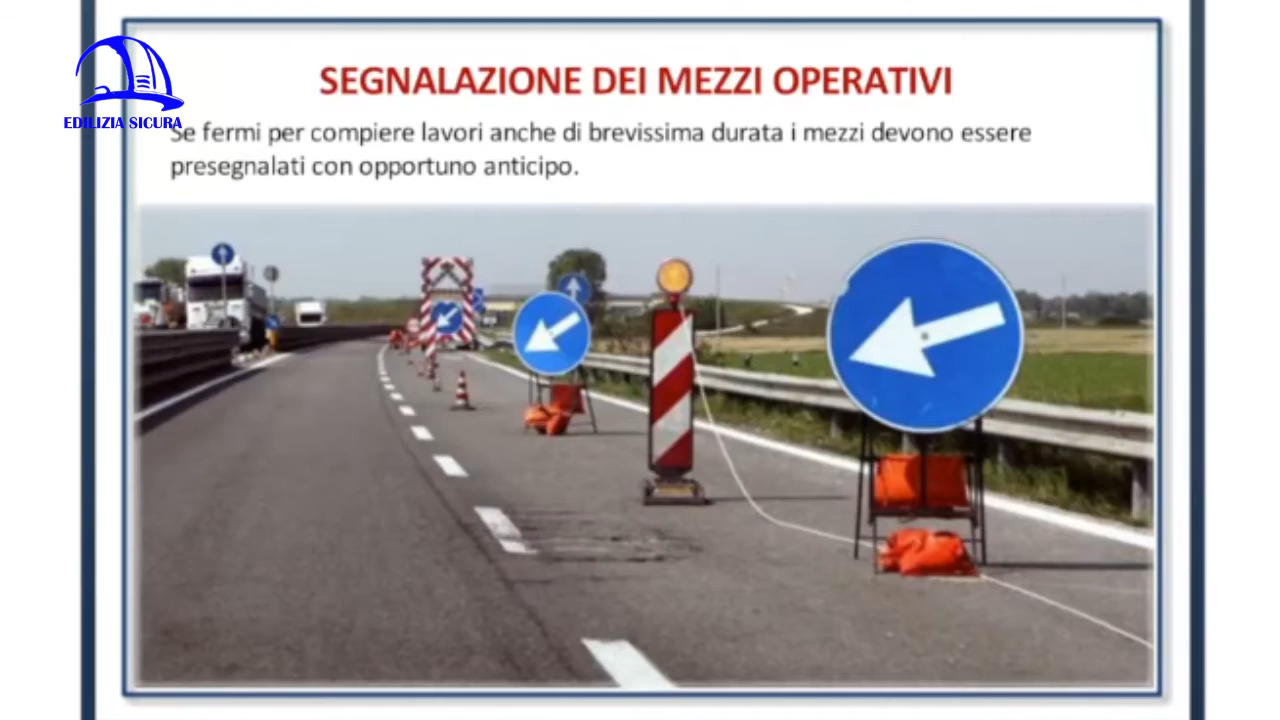 SEGNALAZIONE DEI MEZZI OPERATIVI
EDILIZIA SICURA
Se fermi per compiere lavori anche di brevissima durata i mezzi devono essere
presegnalati con opportuno anticipo.